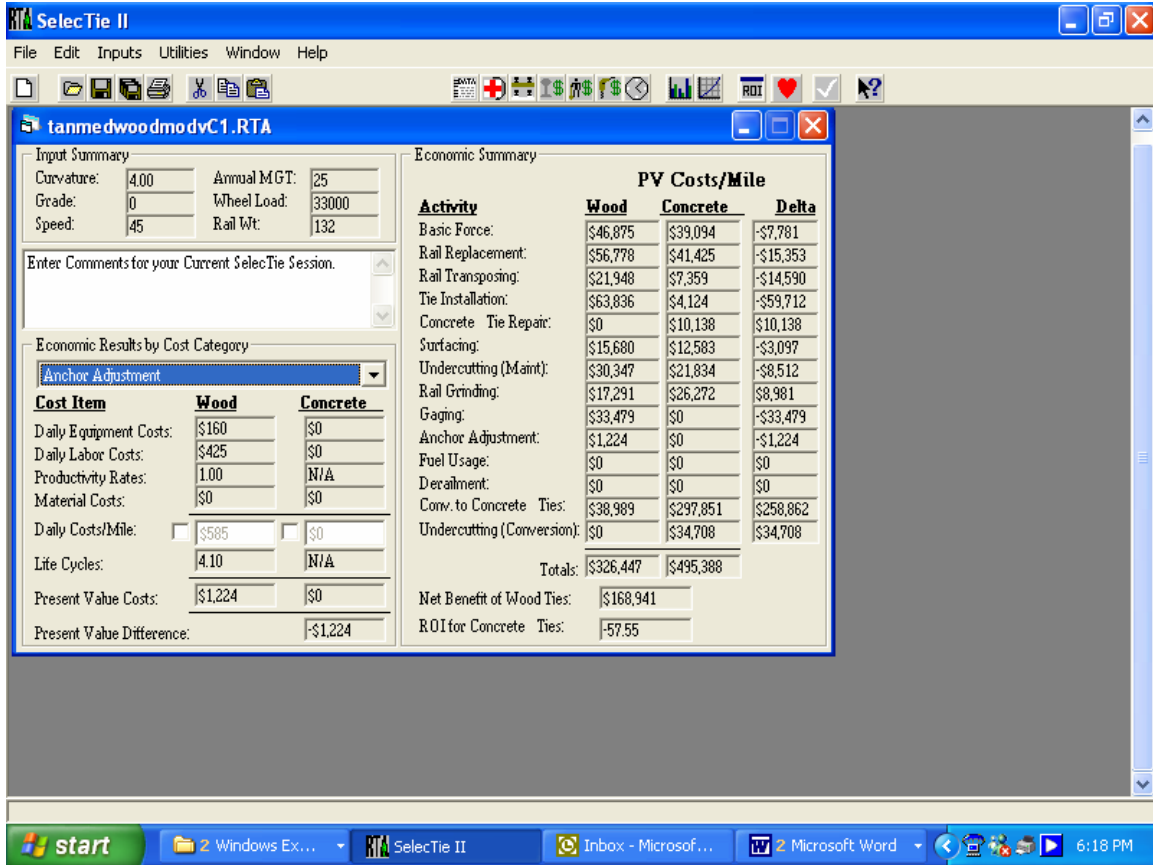 RTA SelecTie II
File Edit Inputs Utilities Window Help
DATA ROI
tanmedwoodmodvC1.RTA
Input Summary
Curvature: 4.00 Annual MGT: 25
Grade: 0 Wheel Load: 33000
Speed: 45 Rail Wt: 132
Enter Comments for your Current SelecTie Session.
Economic Results by Cost Category
Anchor Adjustment
Cost Item Wood Concrete
Daily Equipment Costs: $160 $0
Daily Labor Costs: $425 $0
Productivity Rates: 1.00 N/A
Material Costs: $0 $0
Daily Costs/Mile: $585 $0
Life Cycles: 4.10 N/A
Present Value Costs: $1,224 $0
Present Value Difference: -$1,224
Economic Summary
PV Costs/Mile
Activity Wood Concrete Delta
Basic Force: $46,875 $39,094 -$7,781
Rail Replacement: $56,778 $41,425 -$15,353
Rail Transposing: $21,948 $7,359 -$14,590
Tie Installation: $63,836 $4,124 -$59,712
Concrete Tie Repair: $0 $10,138 $10,138
Surfacing: $15,680 $12,583 -$3,097
Undercutting (Maint): $30,347 $21,834 -$8,512
Rail Grinding: $17,291 $26,272 $8,981
Gaging: $33,479 $0 -$33,479
Anchor Adjustment: $1,224 $0 -$1,224
Fuel Usage: $0 $0 $0
Derailment: $0 $0 $0
Conv. to Concrete Ties: $38,989 $297,851 $258,862
Undercutting (Conversion): $0 $34,708 $34,708
Totals: $326,447 $495,388
Net Benefit of Wood Ties: $168,941
ROI for Concrete Ties: -57.55
start 2 Windows Ex... RTA SelecTie II Inbox - Microsof... 2 Microsoft Word 6:18 PM